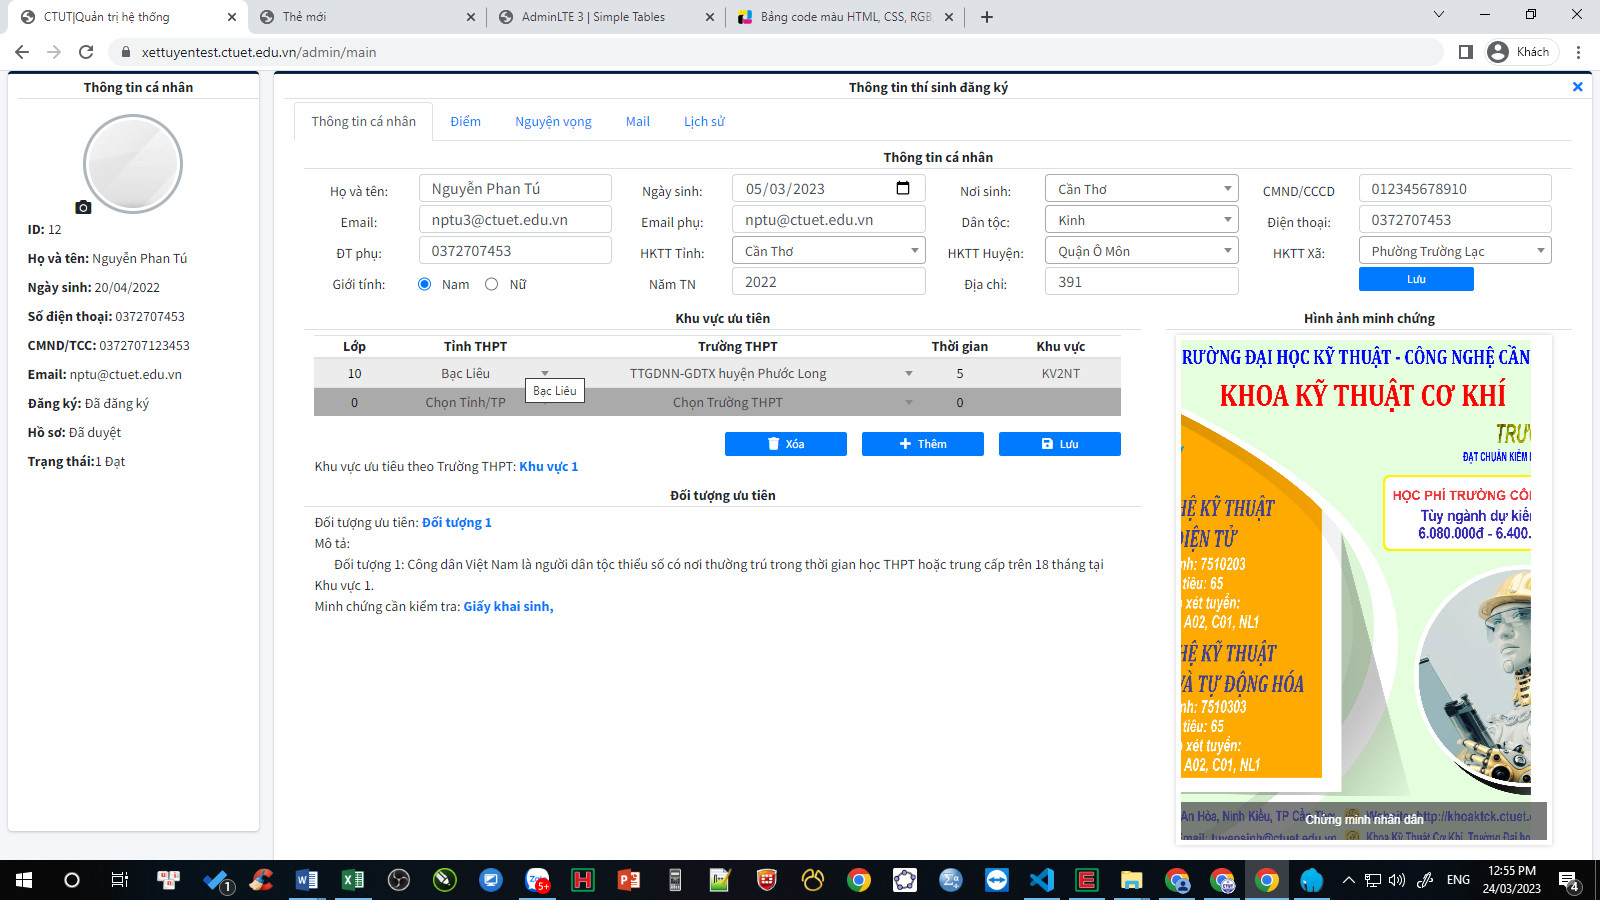 CTUT|Quản trị hệ thống
Thẻ mới
AdminLTE 3 | Simple Tables
Bảng code màu HTML, CSS, RGB,
xettuyentest.ctuet.edu.vn/admin/main
Khách
Thông tin cá nhân
ID: 12
Họ và tên: Nguyễn Phan Tú
Ngày sinh: 20/04/2022
Số điện thoại: 0372707453
CMND/TCC: 0372707123453
Email: nptu@ctuet.edu.vn
Đăng ký: Đã đăng ký
Hồ sơ: Đã duyệt
Trạng thái:1 Đạt
Thông tin thí sinh đăng ký
Thông tin cá nhân Điểm Nguyện vọng Mail Lịch sử
Thông tin cá nhân
Họ và tên: Nguyễn Phan Tú Ngày sinh: 05/03/2023 Nơi sinh: Cần Thơ CMND/CCCD 012345678910
Email: nptu3@ctuet.edu.vn Email phụ: nptu@ctuet.edu.vn Dân tộc: Kinh Điện thoại: 0372707453
ĐT phụ: 0372707453 HKTT Tỉnh: Cần Thơ HKTT Huyện: Quận Ô Môn HKTT Xã: Phường Trường Lạc
Giới tính: Nam Nữ Năm TN 2022 Địa chỉ: 391 Lưu
Khu vực ưu tiên
Lớp Tỉnh THPT Trường THPT Thời gian Khu vực
10 Bạc Liêu TTGDNN-GDTX huyện Phước Long 5 KV2NT
Bạc Liêu
0 Chọn Tỉnh/TP Chọn Trường THPT 0
Xóa Thêm Lưu
Khu vực ưu tiêu theo Trường THPT: Khu vực 1
Đối tượng ưu tiên
Đối tượng ưu tiên: Đối tượng 1
Mô tả:
Đối tượng 1: Công dân Việt Nam là người dân tộc thiểu số có nơi thường trú trong thời gian học THPT hoặc trung cấp trên 18 tháng tại
Khu vực 1.
Minh chứng cần kiểm tra: Giấy khai sinh,
Hình ảnh minh chứng
RƯỜNG ĐẠI HỌC KỸ THUẬT - CÔNG NGHỆ CẦN
KHOA KỸ THUẬT CƠ KHÍ
ĐẠT CHUẨN KIỂM
HỌC PHÍ TRƯỜNG CÔ
Tùy ngành dự kiế
6.080.000đ - 6.400.
HỆ KỸ THUẬT
IỆN TỬ
nh: 7510203
tiêu: 65
xét tuyển:
A02, C01, NL1
HỆ KỸ THUẬT
VÀ TỰ ĐỘNG HÓA
nh: 7510303
tiêu: 65
xét tuyển:
A02, C01, NL1
An Hòa, Ninh Kiều, TP Cần Thơ Website: http://khoaktck.ctuet.
Chứng minh nhân dân
Email: tuyensinh@ctuet.edu.vn Khoa Kỹ Thuật Cơ Khí, Trường Đại họ
1
5+
ENG
12:55 PM
24/03/2023
4